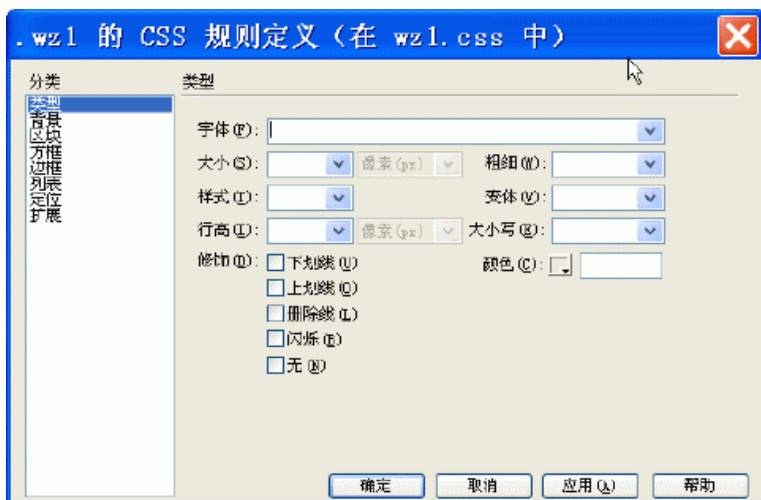 .wz1 的 CSS 规则定义（在 wz1.css 中）
分类
类型
类型
背景
区块
方框
边框
列表
定位
扩展
字体(F):
大小(S): 像素(px) 粗细(W):
样式(T): 变体(V):
行高(I): 像素(px) 大小写(R):
修饰(D): 下划线(U) 颜色(C):
上划线(O)
删除线(L)
闪烁(B)
无(N)
确定 取消 应用(A) 帮助